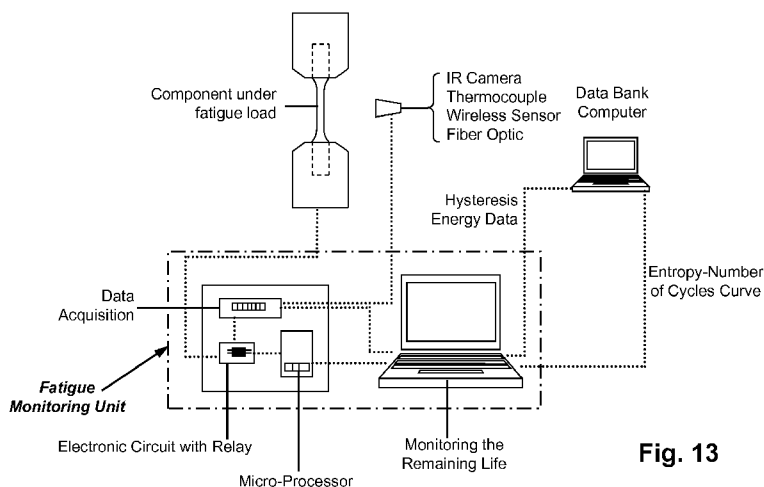 Component under
fatigue load
IR Camera
Thermocouple
Wireless Sensor
Fiber Optic
Data Bank
Computer
Hysteresis
Energy Data
Entropy-Number
of Cycles Curve
Data
Acquisition
Fatigue
Monitoring Unit
Electronic Circuit with Relay
Micro-Processor
Monitoring the
Remaining Life
Fig. 13